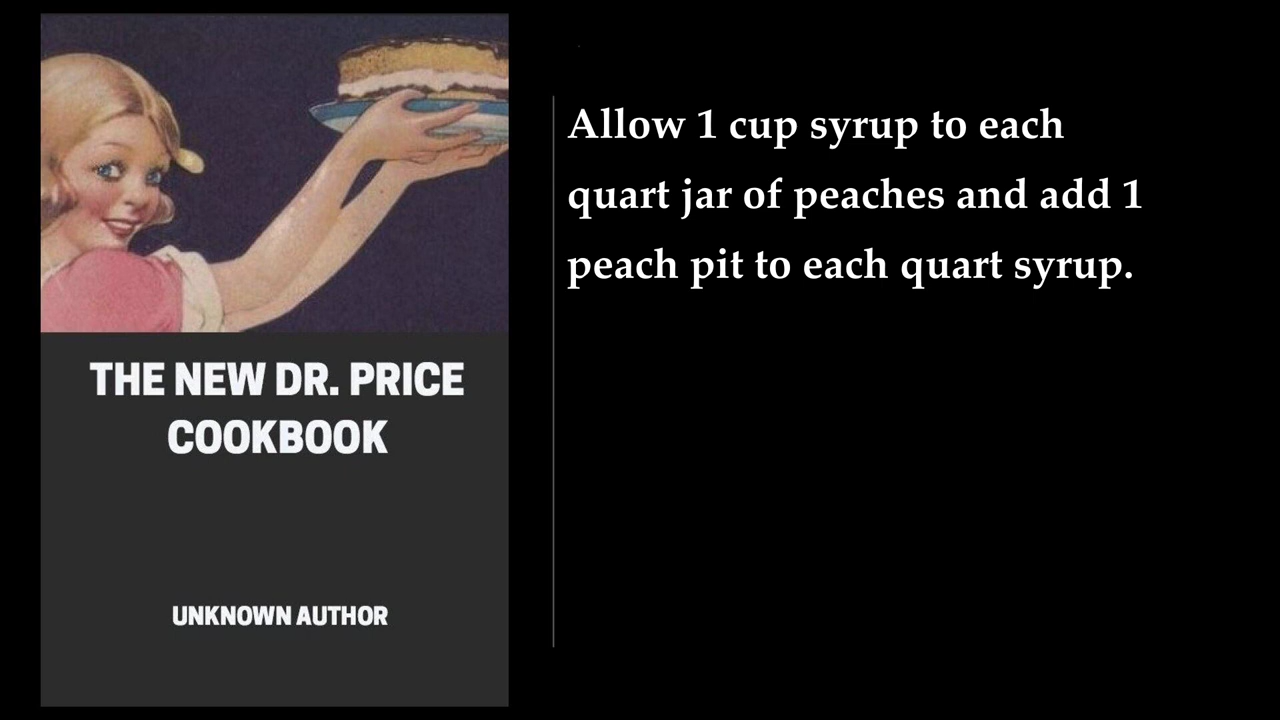 THE NEW DR. PRICE
COOKBOOK
UNKNOWN AUTHOR
Allow 1 cup syrup to each
quart jar of peaches and add 1
peach pit to each quart syrup.